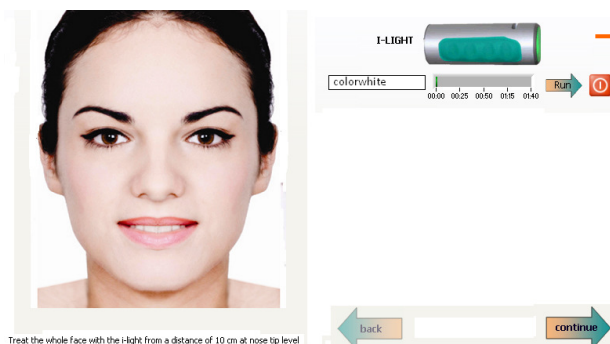 I-LIGHT
colorwhite
Run
00:00 00:25 00:50 01:15 01:40
back
continue
Treat the whole face with the i-light from a distance of 10 cm at nose tip level